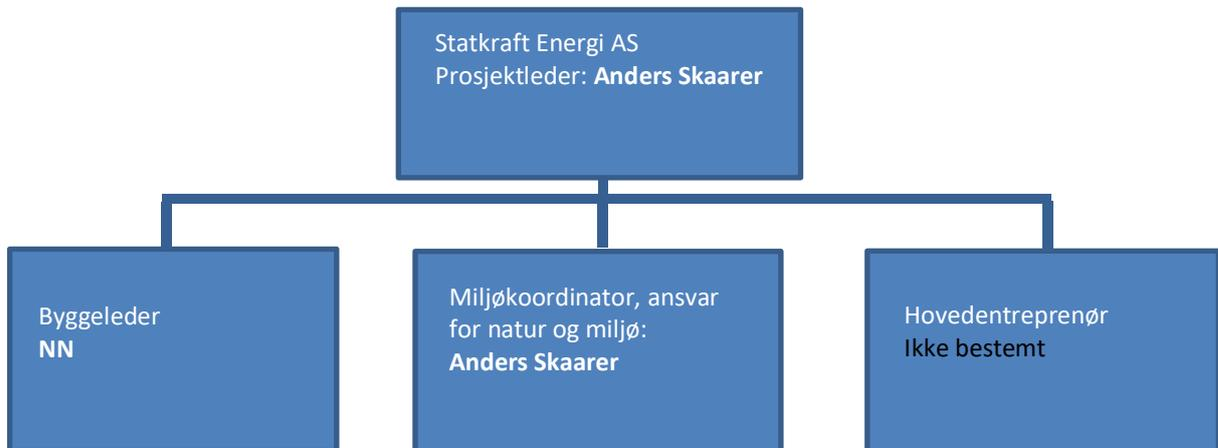 Statkraft Energi AS
Prosjektleder: Anders Skaarer
Byggeleder
NN
Miljøkoordinator, ansvar
for natur og miljø:
Anders Skaarer
Hovedentreprenør
Ikke bestemt